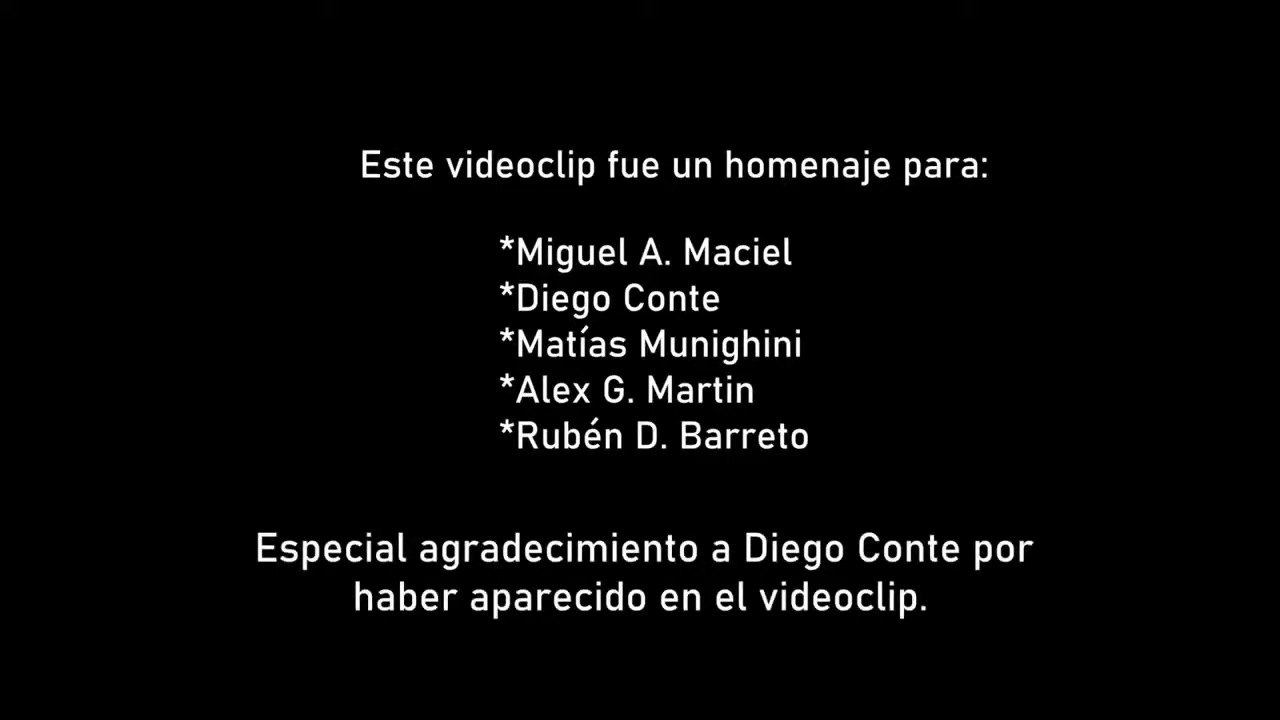 Este videoclip fue un homenaje para:
*Miguel A. Maciel
*Diego Conte
*Matías Munighini
*Alex G. Martin
*Rubén D. Barreto
Especial agradecimiento a Diego Conte por
haber aparecido en el videoclip.